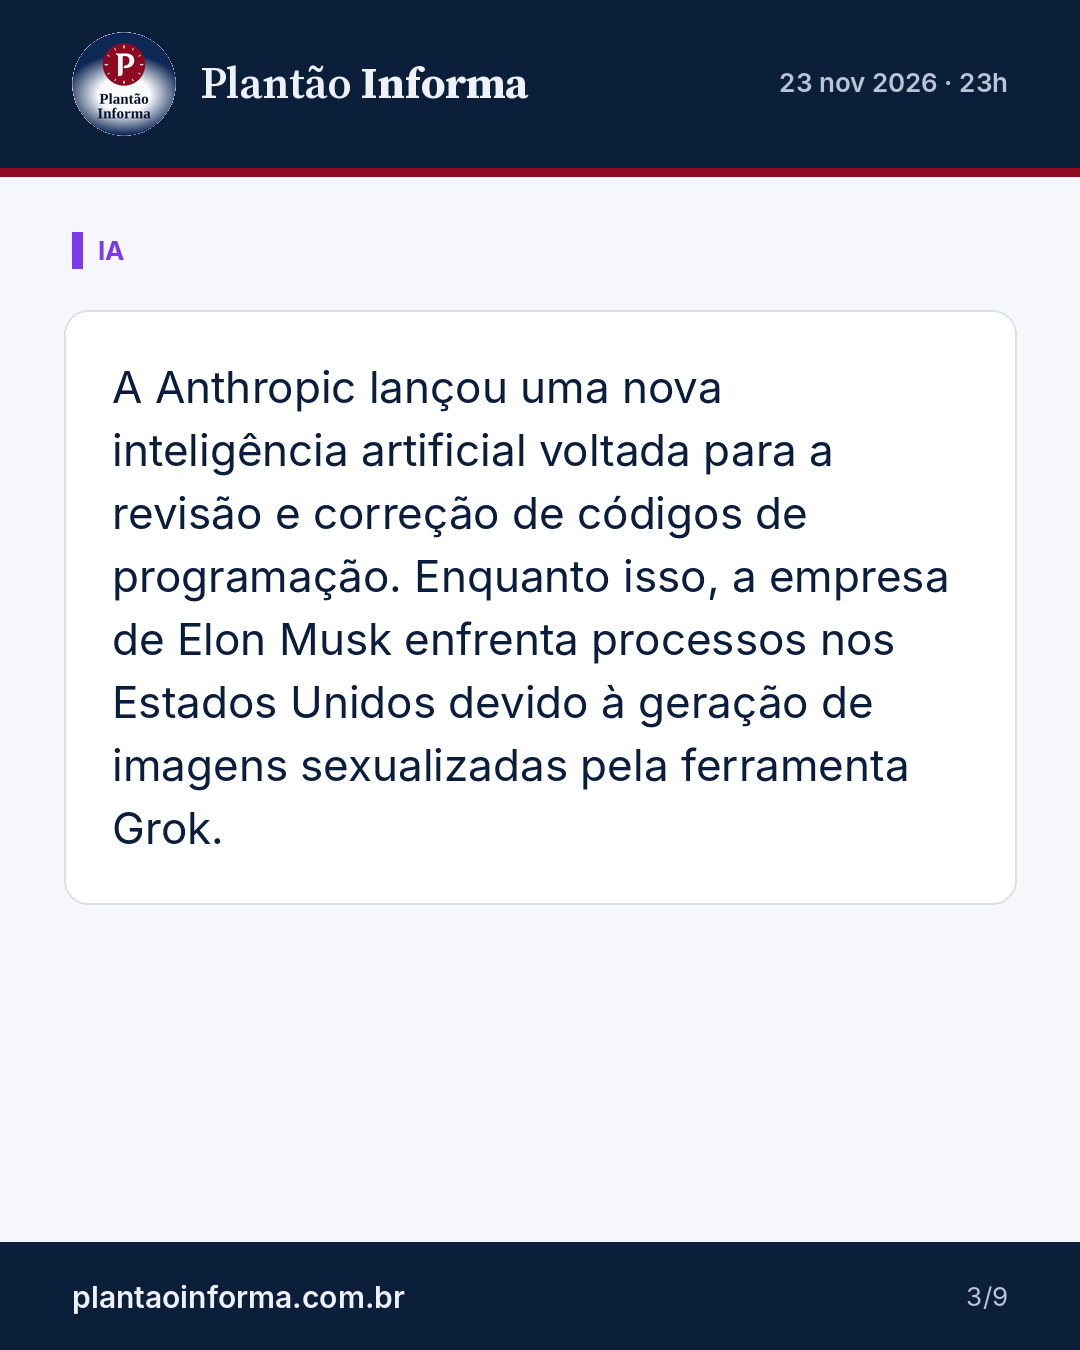 P
Plantão
Informa
Plantão Informa
23 nov 2026 · 23h
IA
A Anthropic lançou uma nova
inteligência artificial voltada para a
revisão e correção de códigos de
programação. Enquanto isso, a empresa
de Elon Musk enfrenta processos nos
Estados Unidos devido à geração de
imagens sexualizadas pela ferramenta
Grok.
plantaoinforma.com.br
3/9